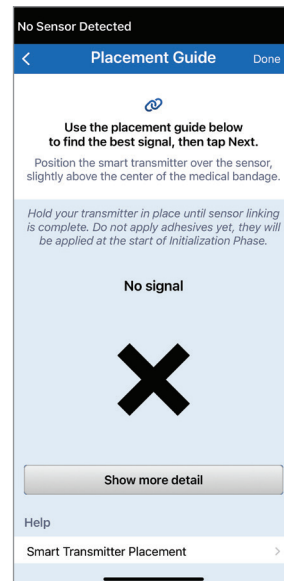 No Sensor Detected
Placement Guide Done
Use the placement guide below
to find the best signal, then tap Next.
Position the smart transmitter over the sensor,
slightly above the center of the medical bandage.
Hold your transmitter in place until sensor linking
is complete. Do not apply adhesives yet, they will
be applied at the start of Initialization Phase.
No signal
Show more detail
Help
Smart Transmitter Placement